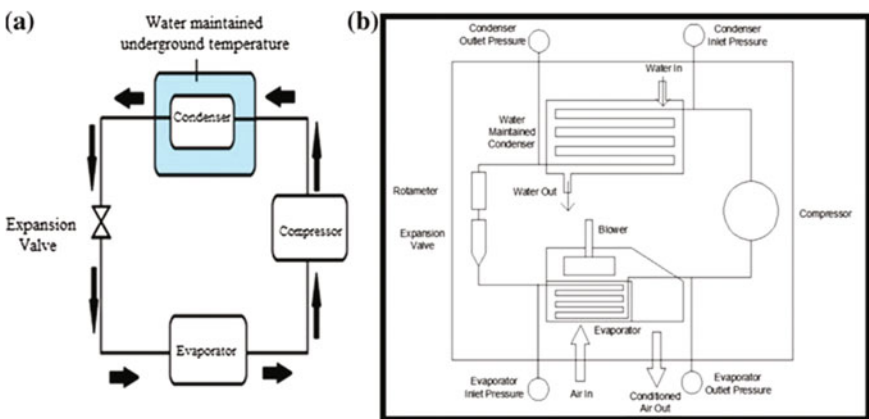 (a)
Water maintained
underground temperature
Condenser
Expansion
Valve
Compressor
Evaporator
(b)
Condenser
Outlet Pressure
Condenser
Inlet Pressure
Water In
Water
Maintained
Condenser
Rotameter
Water Out
Expansion
Valve
Blower
Compressor
Evaporator
Evaporator
Inlet Pressure
Air In
Conditioned
Air Out
Evaporator
Outlet Pressure